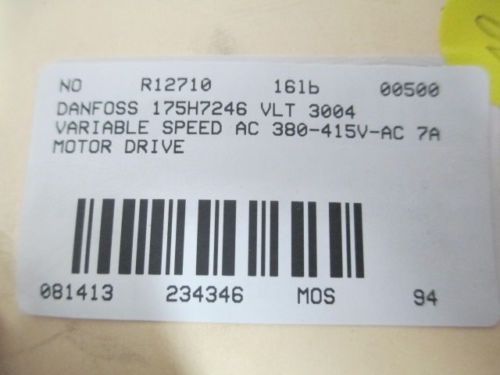 NO R12710 16lb 00500
DANFOSS 175H7246 VLT 3004
VARIABLE SPEED AC 380-415V-AC 7A
MOTOR DRIVE
081413 234346 MOS 94